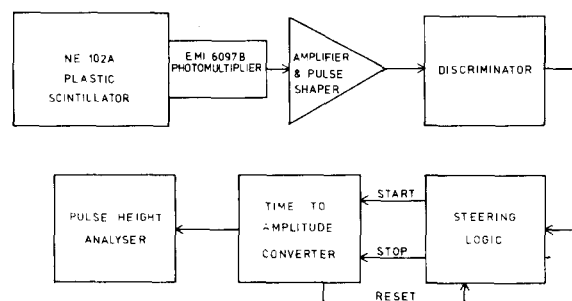 NE 102A
PLASTIC
SCINTILLATOR
EMI 6097B
PHOTOMULTIPLIER
AMPLIFIER
& PULSE
SHAPER
DISCRIMINATOR
PULSE HEIGHT
ANALYSER
TIME TO
AMPLITUDE
CONVERTER
START
STOP
STEERING
LOGIC
RESET